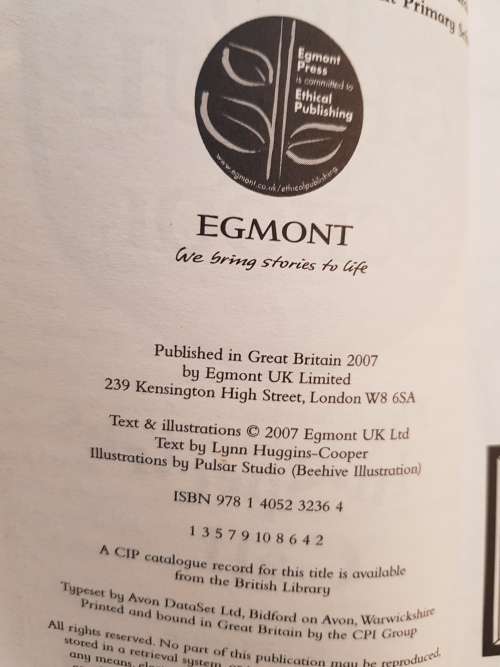 Primary
Egmont
Press
is committed to
Ethical
Publishing
www.egmont.co.uk/ethicalpublishing
EGMONT
We bring stories to life
Published in Great Britain 2007
by Egmont UK Limited
239 Kensington High Street, London W8 6SA
Text & illustrations © 2007 Egmont UK Ltd
Text by Lynn Huggins-Cooper
Illustrations by Pulsar Studio (Beehive Illustration)
ISBN 978 1 4052 3236 4
1 3 5 7 9 10 8 6 4 2
A CIP catalogue record for this title is available
from the British Library
Typeset by Avon DataSet Ltd, Bidford on Avon, Warwickshire
Printed and bound in Great Britain by the CPI Group
All rights reserved. No part of this publication may be reproduced,
stored in a retrieval system,
any means,